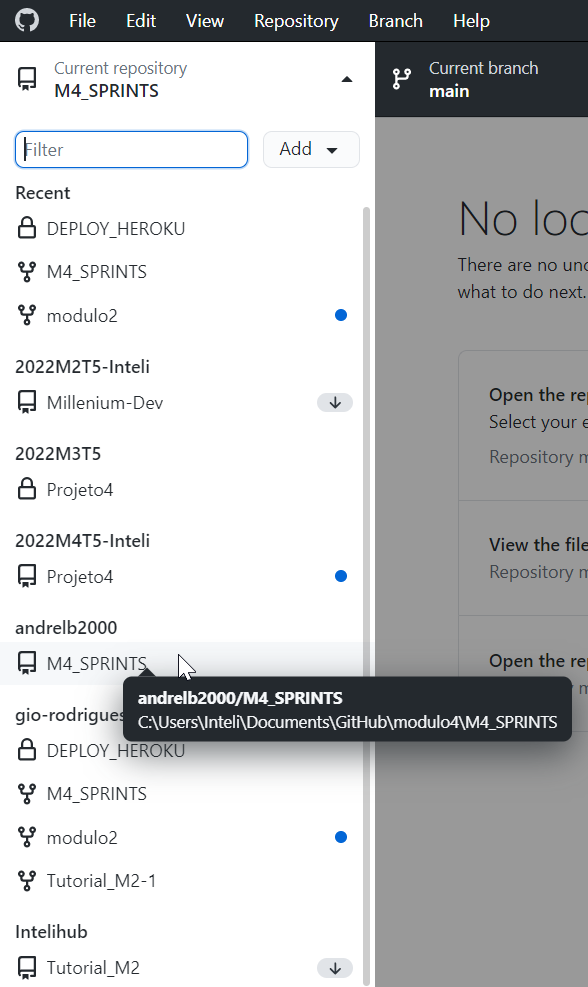 File Edit View Repository Branch Help
Current repository
M4_SPRINTS
Current branch
main
Filter
Add
Recent
DEPLOY_HEROKU
M4_SPRINTS
modulo2
2022M2T5-Inteli
Millenium-Dev
2022M3T5
Projeto4
2022M4T5-Inteli
Projeto4
andrelb2000
M4_SPRINTS
andrelb2000/M4_SPRINTS
C:\Users\Inteli\Documents\GitHub\modulo4\M4_SPRINTS
gio-rodrigues
DEPLOY_HEROKU
M4_SPRINTS
modulo2
Tutorial_M2-1
Intelihub
Tutorial_M2
No loc
There are no unc
what to do next.
Open the rep
Select your e
Repository m
View the file
Repository m
Open the rep